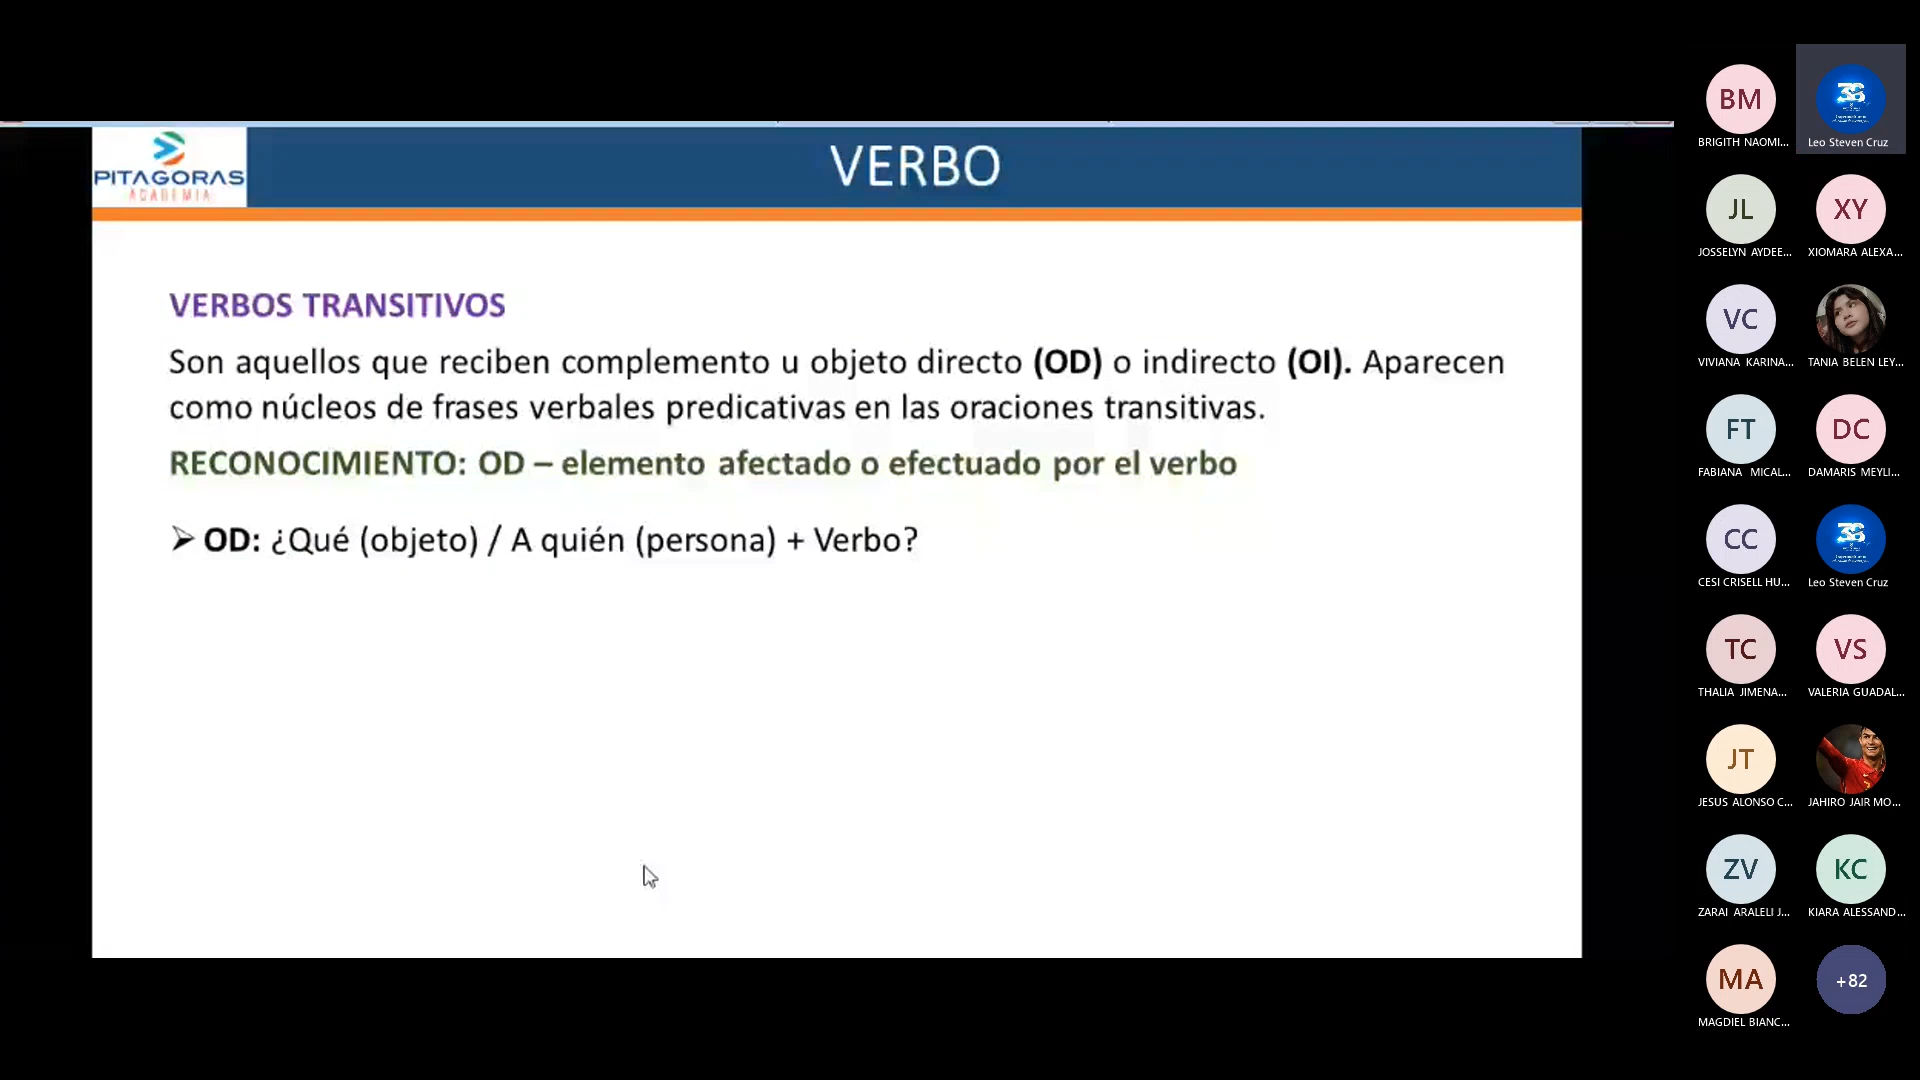 PITAGORAS
ACADEMIA
VERBO
VERBOS TRANSITIVOS
Son aquellos que reciben complemento u objeto directo (OD) o indirecto (OI). Aparecen
como núcleos de frases verbales predicativas en las oraciones transitivas.
RECONOCIMIENTO: OD – elemento afectado o efectuado por el verbo
➢ OD: ¿Qué (objeto) / A quién (persona) + Verbo?
BM
BRIGITH NAOMI...
38
Leo Steven Cruz
JL
JOSSELYN AYDEE...
XY
XIOMARA ALEXA...
VC
VIVIANA KARINA...
TANIA BELEN LEY...
FT
FABIANA MICAL...
DC
DAMARIS MEYLI...
CC
CESI CRISELL HU...
38
Leo Steven Cruz
TC
THALIA JIMENA...
VS
VALERIA GUADAL...
JT
JESUS ALONSO C...
JAHIRO JAIR MO...
ZV
ZARAI ARALELI J...
KC
KIARA ALESSAND...
MA
MAGDIEL BIANC...
+82